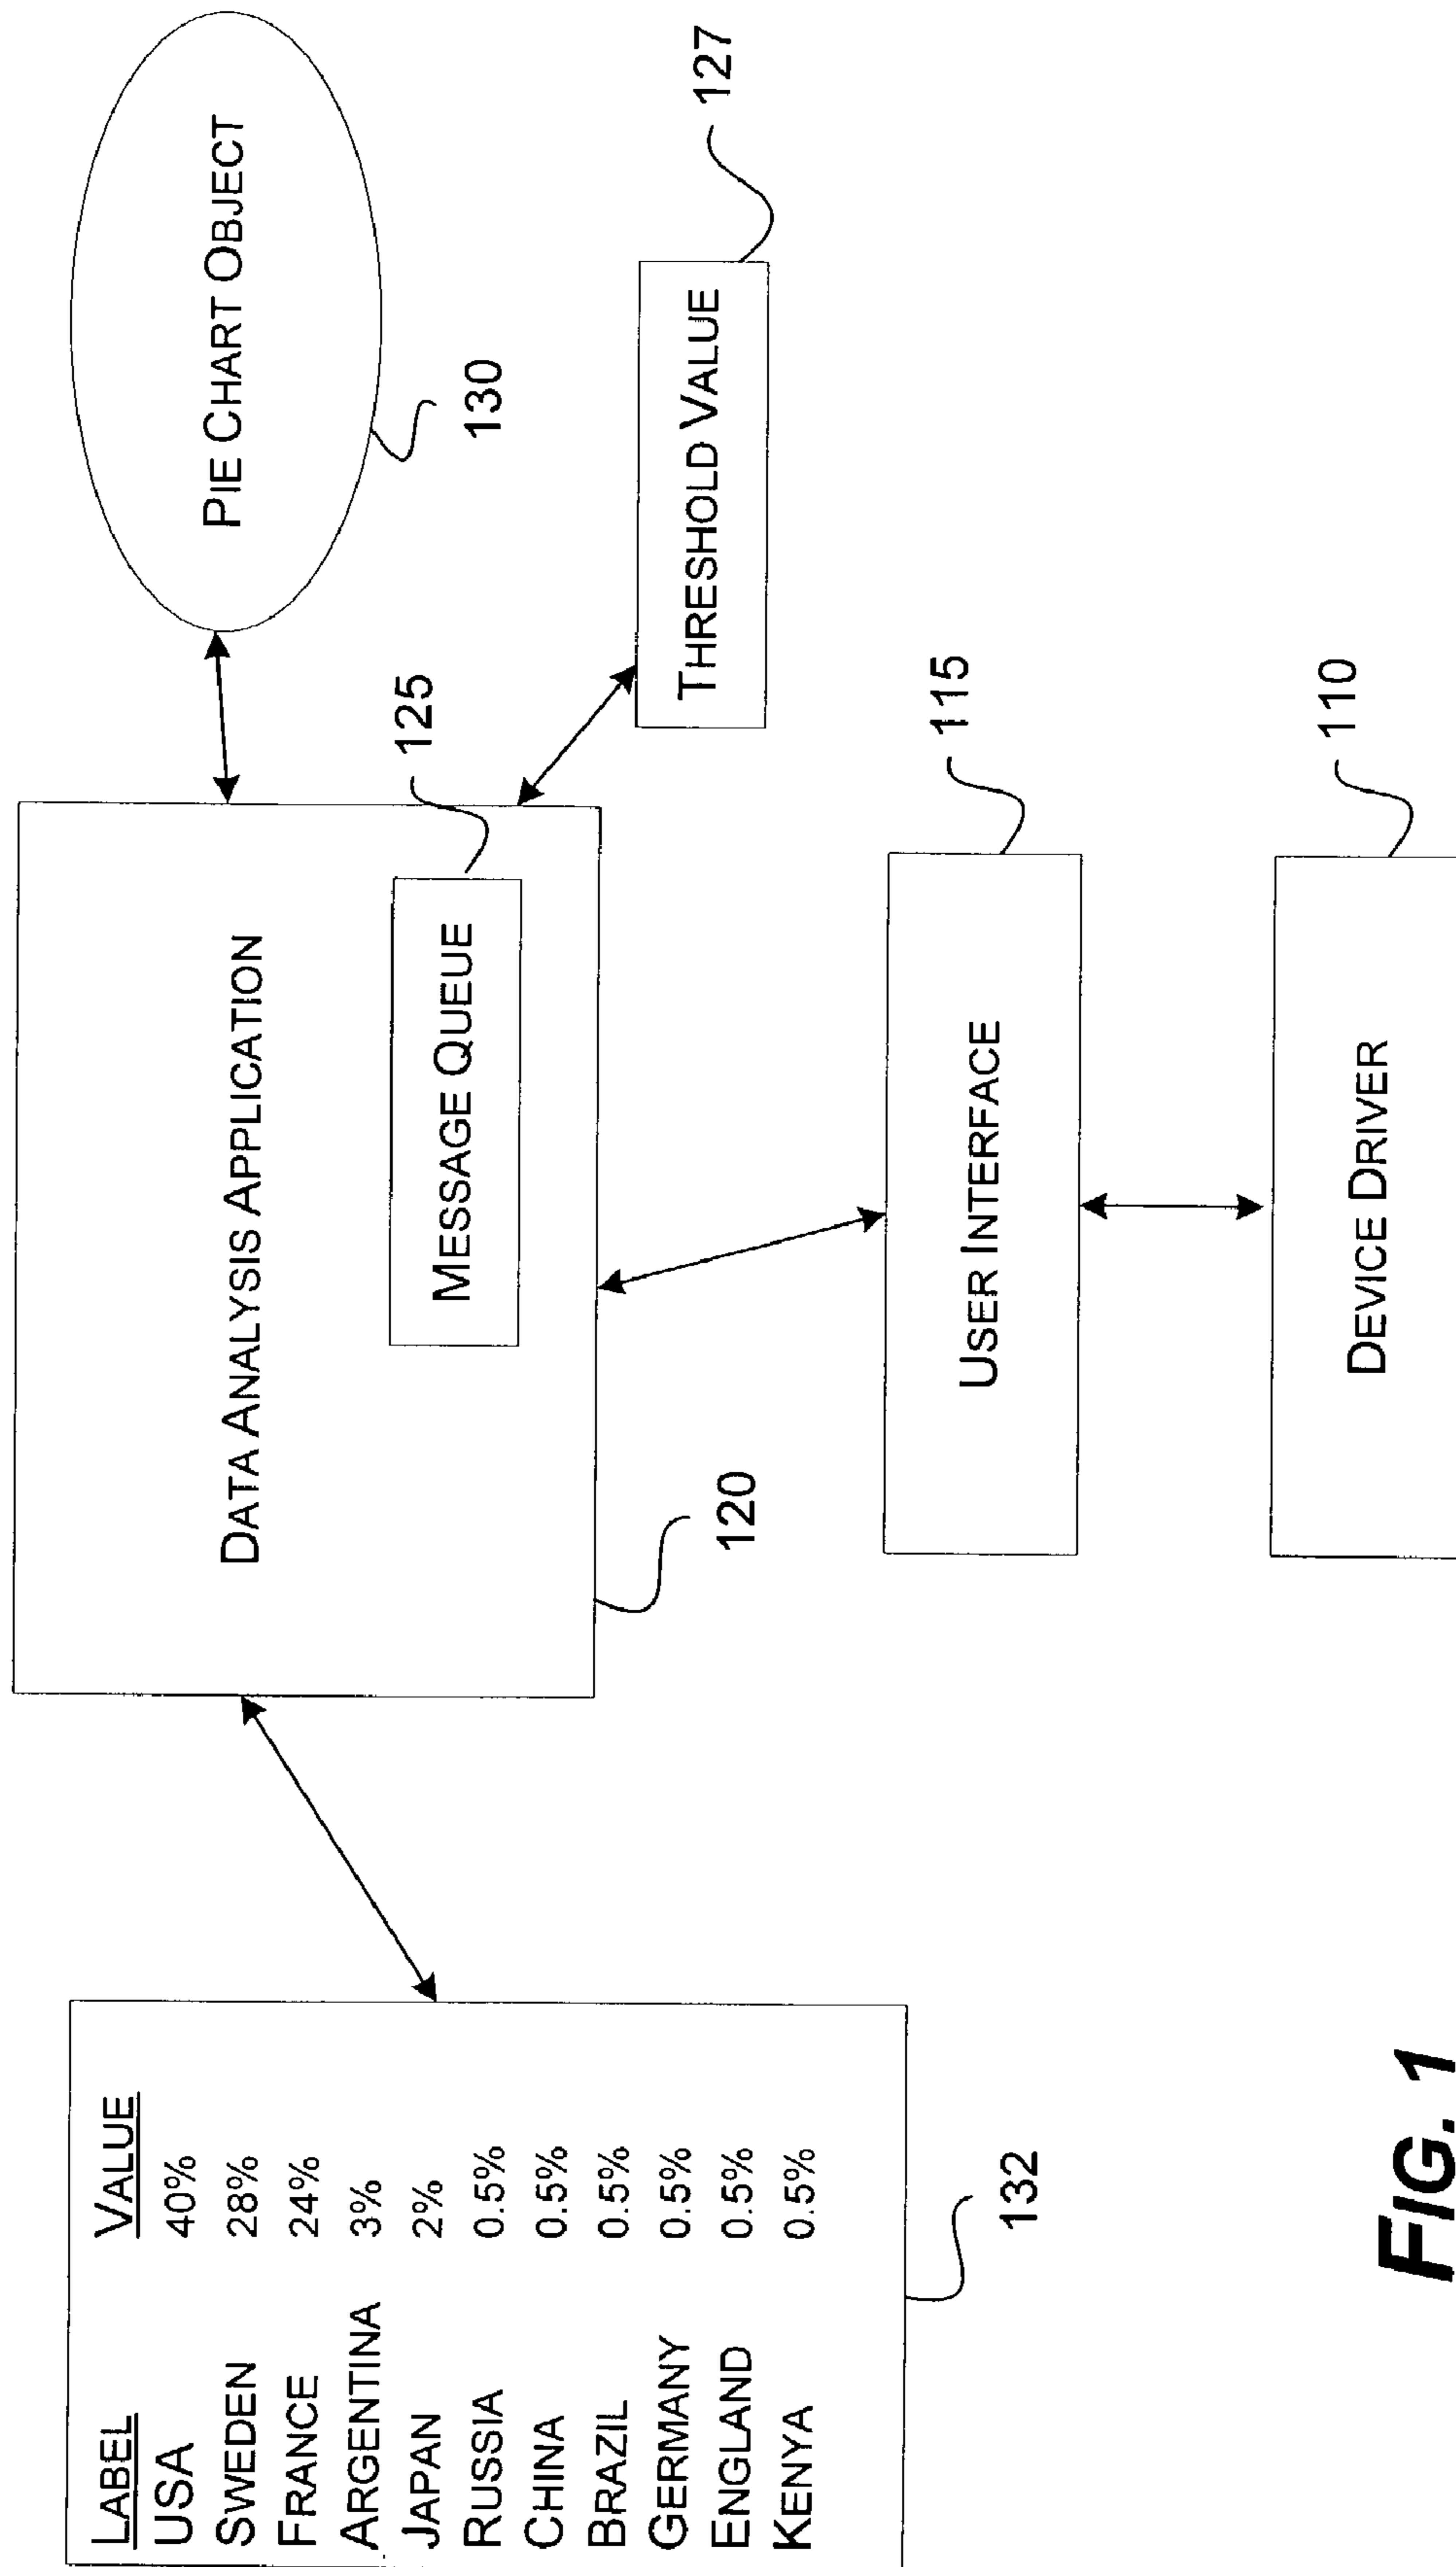 LABEL VALUE
USA 40%
SWEDEN 28%
FRANCE 24%
ARGENTINA 3%
JAPAN 2%
RUSSIA 0.5%
CHINA 0.5%
BRAZIL 0.5%
GERMANY 0.5%
ENGLAND 0.5%
KENYA 0.5%
132
DATA ANALYSIS APPLICATION
MESSAGE QUEUE
125
120
PIE CHART OBJECT
130
THRESHOLD VALUE
127
USER INTERFACE
115
DEVICE DRIVER
110
FIG. 1